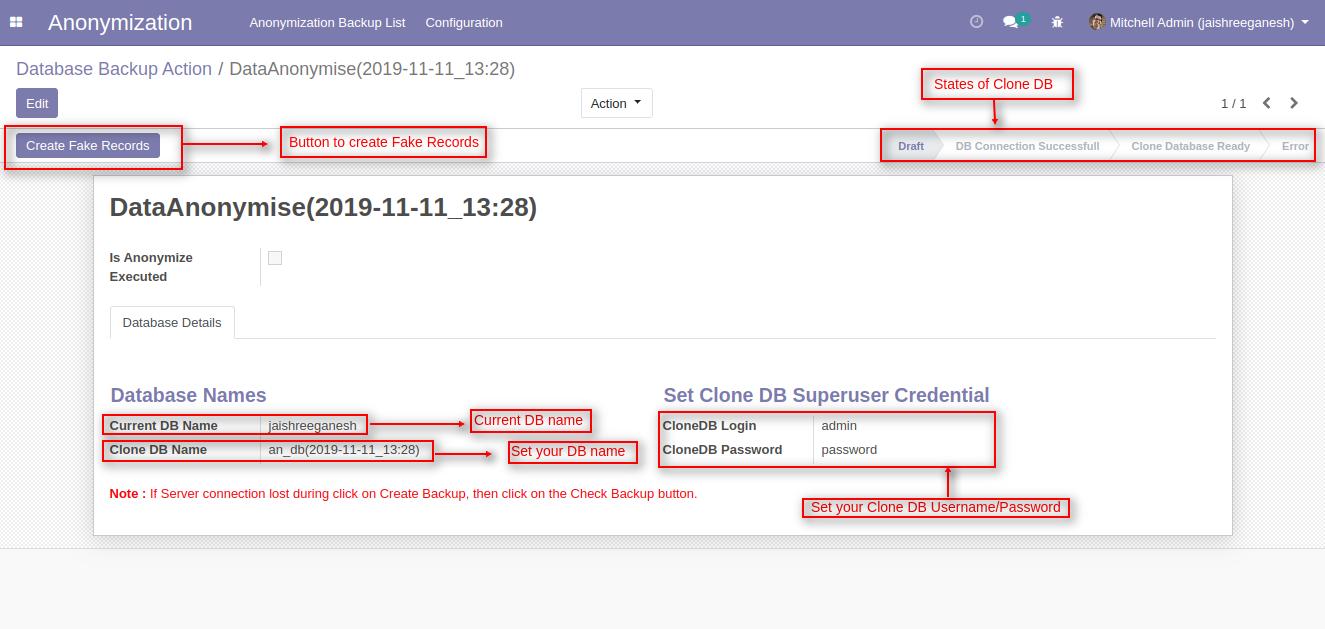 Anonymization Anonymization Backup List Configuration 1 Mitchell Admin (jaishreeganesh)
Database Backup Action / DataAnonymise(2019-11-11_13:28)
States of Clone DB
Edit Action 1 / 1
Create Fake Records Button to create Fake Records Draft DB Connection Successfull Clone Database Ready Error
DataAnonymise(2019-11-11_13:28)
Is Anonymize
Executed
Database Details
Database Names Set Clone DB Superuser Credential
Current DB Name jaishreeganesh Current DB name CloneDB Login admin
Clone DB Name an_db(2019-11-11_13:28) Set your DB name CloneDB Password password
Note : If Server connection lost during click on Create Backup, then click on the Check Backup button.
Set your Clone DB Username/Password